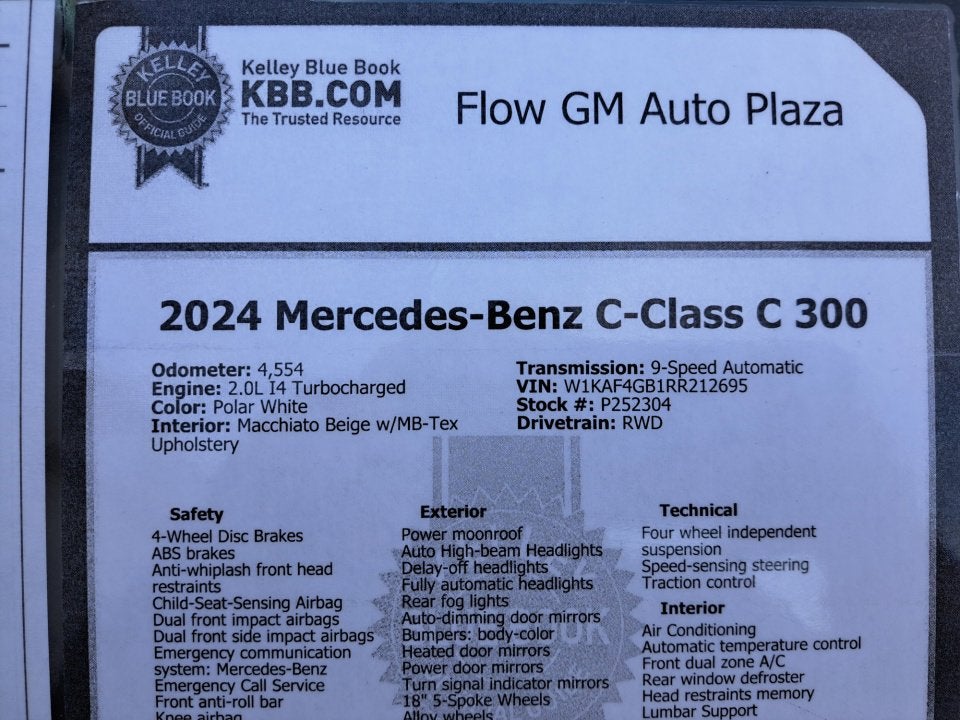 KELLEY
BLUE BOOK
OFFICIAL GUIDE
Kelley Blue Book
KBB.COM
The Trusted Resource
Flow GM Auto Plaza
2024 Mercedes-Benz C-Class C 300
Odometer: 4,554
Engine: 2.0L I4 Turbocharged
Color: Polar White
Interior: Macchiato Beige w/MB-Tex
Upholstery
Transmission: 9-Speed Automatic
VIN: W1KAF4GB1RR212695
Stock #: P252304
Drivetrain: RWD
Safety
4-Wheel Disc Brakes
ABS brakes
Anti-whiplash front head
restraints
Child-Seat-Sensing Airbag
Dual front impact airbags
Dual front side impact airbags
Emergency communication
system: Mercedes-Benz
Emergency Call Service
Front anti-roll bar
Knee airbag
Exterior
Power moonroof
Auto High-beam Headlights
Delay-off headlights
Fully automatic headlights
Rear fog lights
Auto-dimming door mirrors
Bumpers: body-color
Heated door mirrors
Power door mirrors
Turn signal indicator mirrors
18" 5-Spoke Wheels
Alloy wheels
Technical
Four wheel independent
suspension
Speed-sensing steering
Traction control
Interior
Air Conditioning
Automatic temperature control
Front dual zone A/C
Rear window defroster
Head restraints memory
Lumbar Support